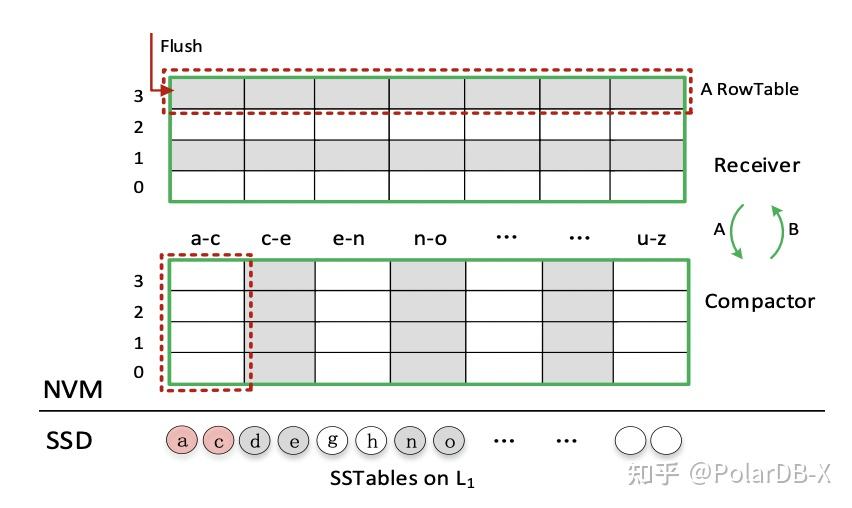 Flush
3
A RowTable
2
1
Receiver
0
A
B
a-c c-e e-n n-o ... ... u-z
3
Compactor
2
1
0
NVM
SSD
a c d e g h n o ... ...
SSTables on L₁
知乎 @PolarDB-X